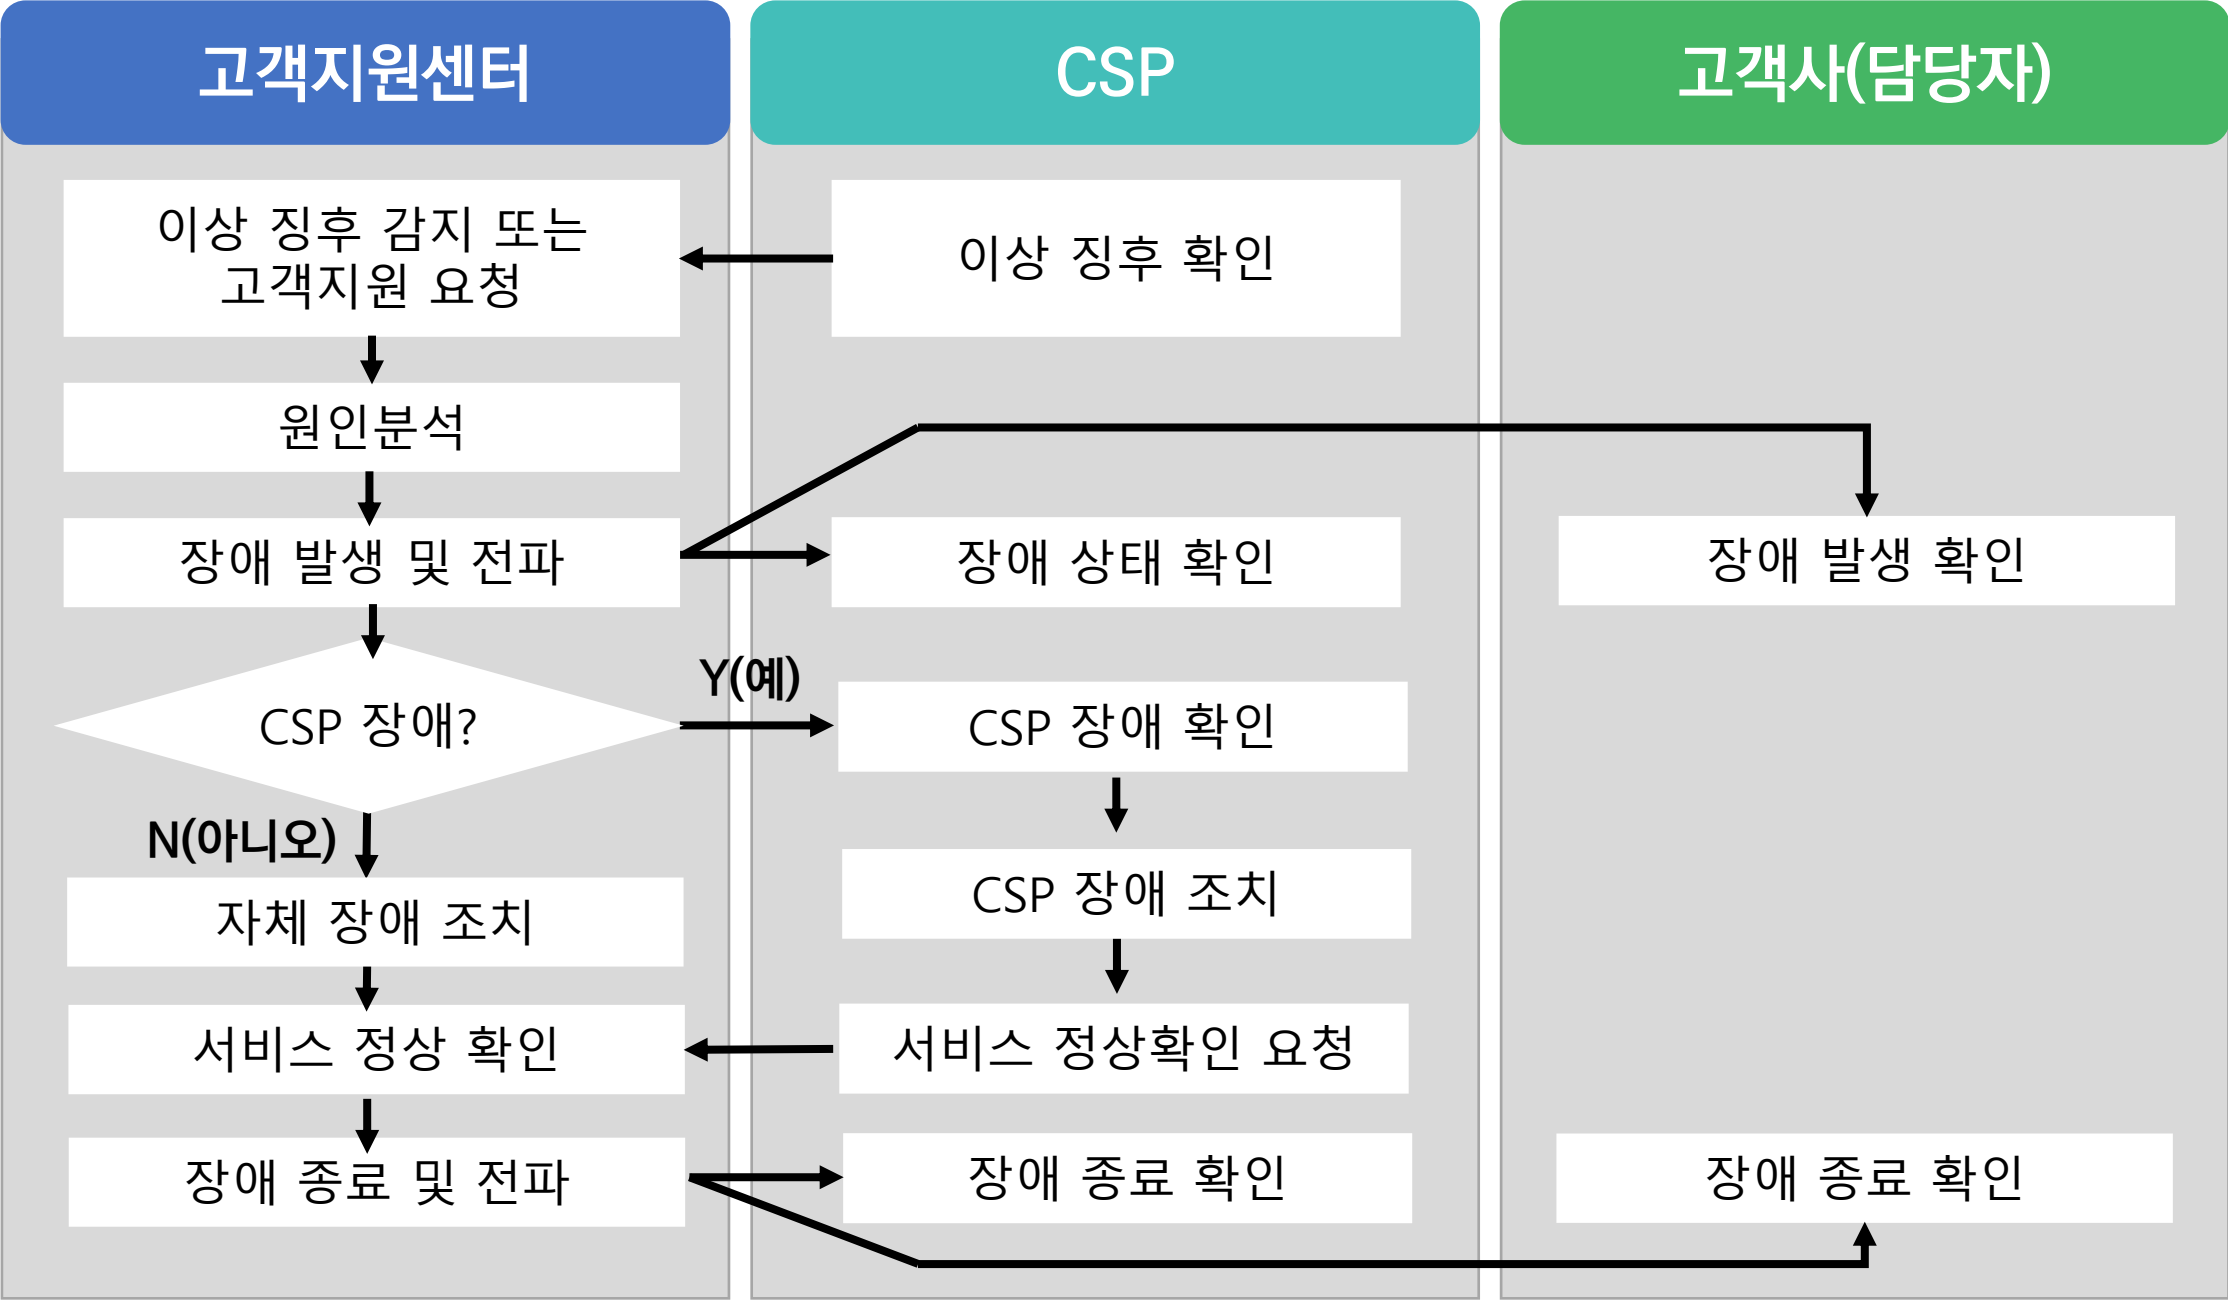 고객지원센터
CSP
고객사(담당자)
이상 징후 감지 또는
고객지원 요청
이상 징후 확인
원인분석
장애 발생 및 전파
장애 상태 확인
장애 발생 확인
CSP 장애?
Y(예)
CSP 장애 확인
N(아니오)
CSP 장애 조치
자체 장애 조치
서비스 정상 확인
서비스 정상확인 요청
장애 종료 및 전파
장애 종료 확인
장애 종료 확인